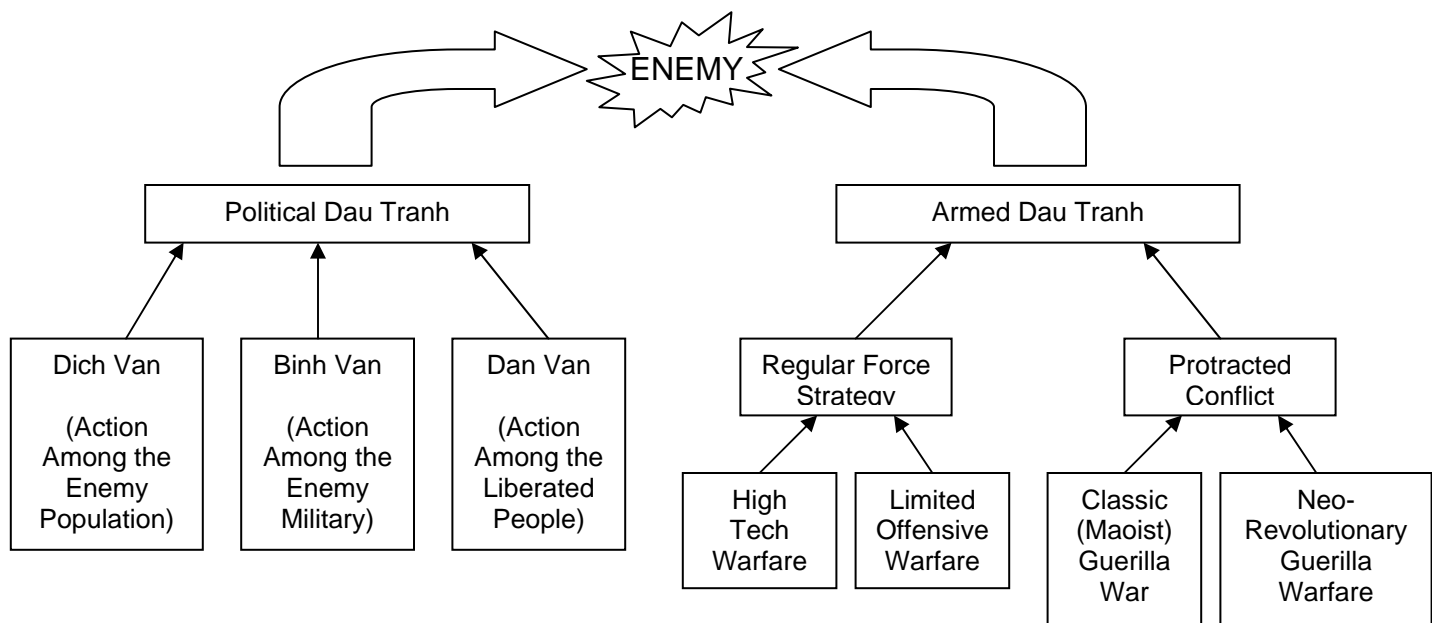 ENEMY
Political Dau Tranh
Armed Dau Tranh
Dich Van
(Action
Among the
Enemy
Population)
Binh Van
(Action
Among the
Enemy
Military)
Dan Van
(Action
Among the
Liberated
People)
Regular Force
Strategy
Protracted
Conflict
High
Tech
Warfare
Limited
Offensive
Warfare
Classic
(Maoist)
Guerilla
War
Neo-
Revolutionary
Guerilla
Warfare